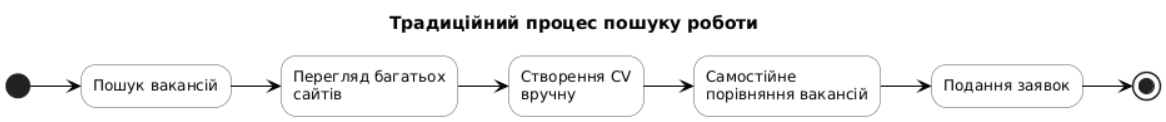 Традиційний процес пошуку роботи
Пошук вакансій
Перегляд багатьох
сайтів
Створення CV
вручну
Самостійне
порівняння вакансій
Подання заявок